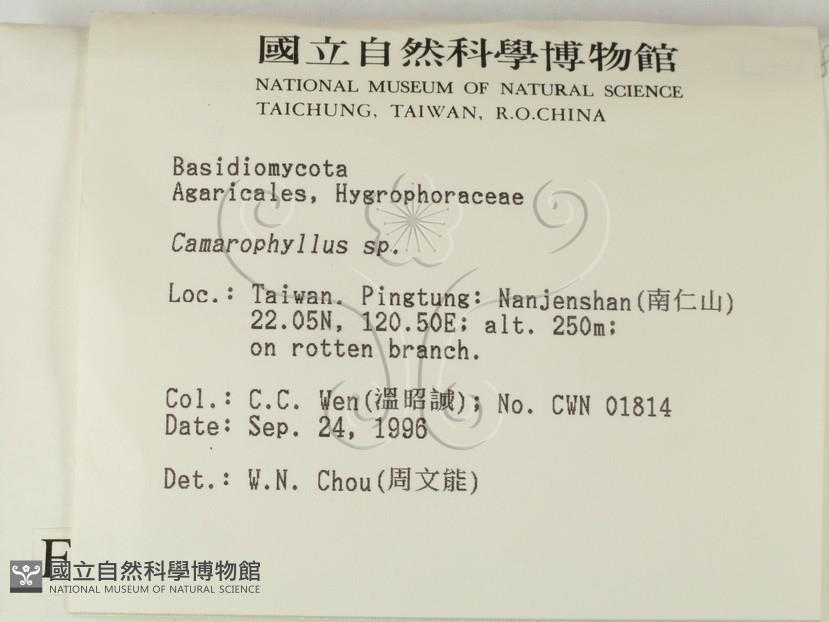 國立自然科學博物館
NATIONAL MUSEUM OF NATURAL SCIENCE
TAICHUNG, TAIWAN, R.O.CHINA
Basidiomycota
Agaricales, Hygrophoraceae
Camarophyllus sp.
Loc.: Taiwan. Pingtung: Nanjenshan(南仁山)
22.05N, 120.50E; alt. 250m;
on rotten branch.
Col.: C.C. Wen(溫昭誠); No. CWN 01814
Date: Sep. 24, 1996
Det.: W.N. Chou(周文能)
F
國立自然科學博物館
NATIONAL MUSEUM OF NATURAL SCIENCE